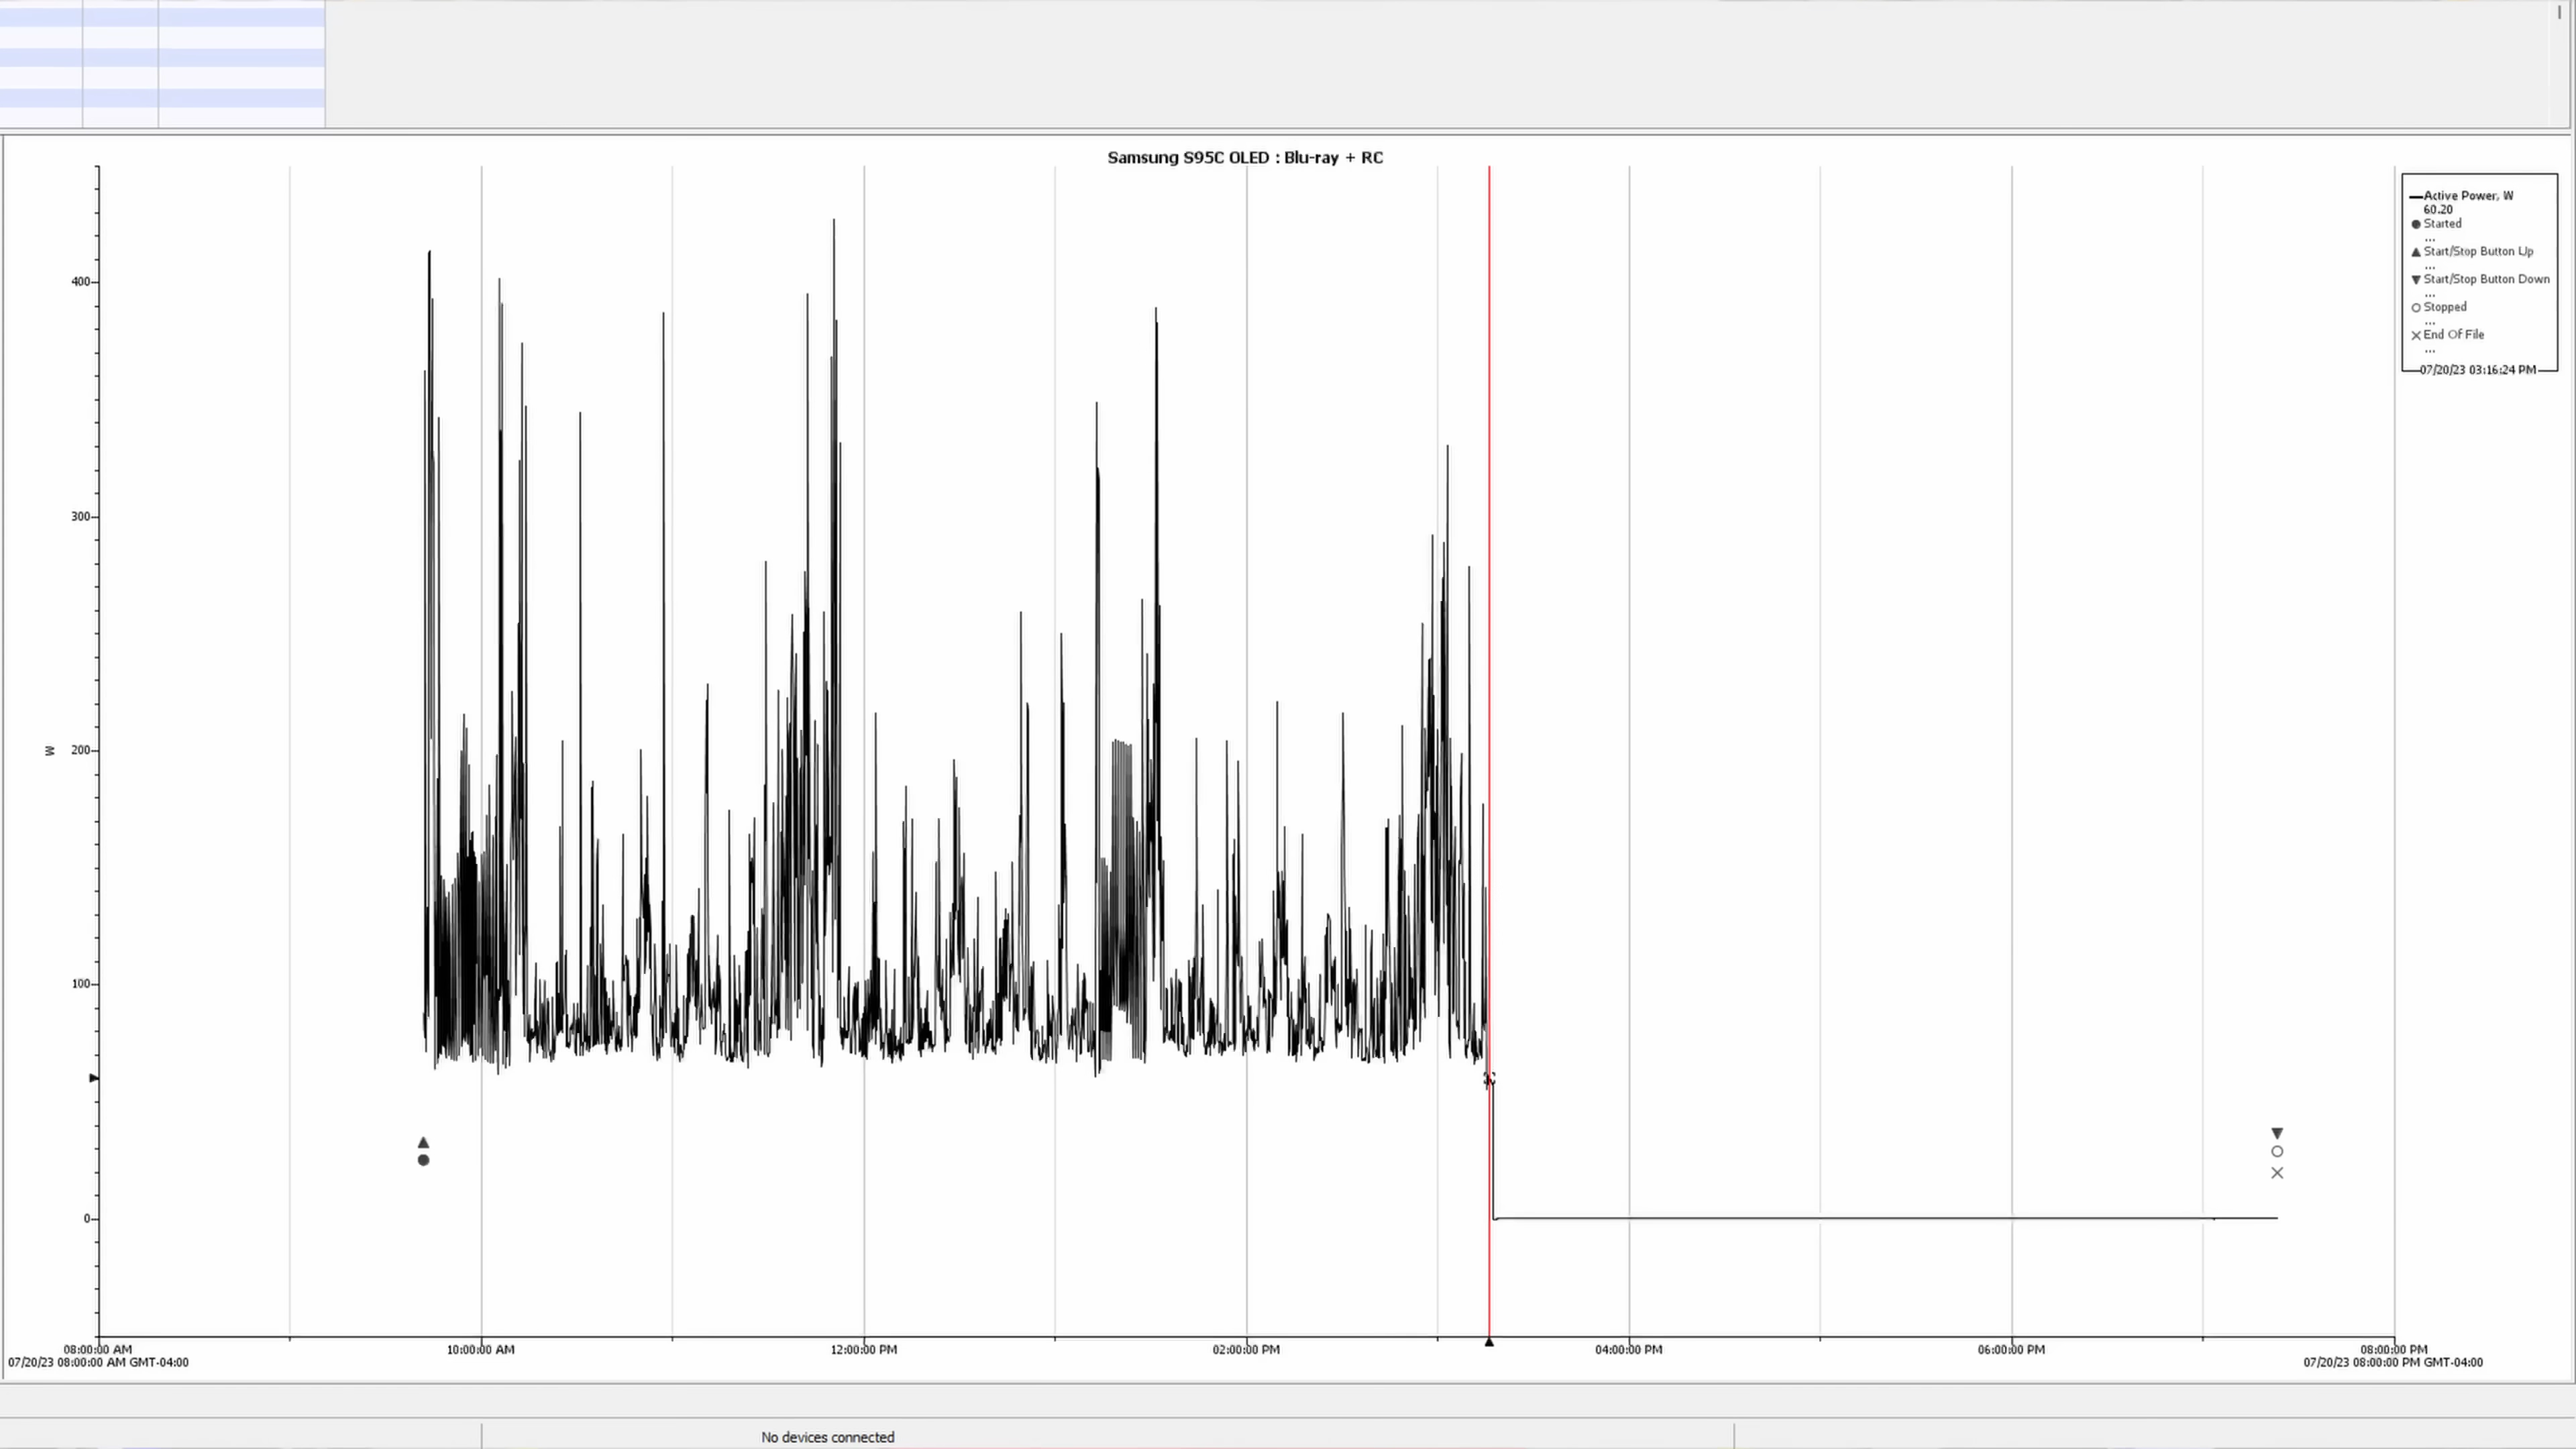 Samsung S95C OLED : Blu-ray + RC
Active Power, W
60.20
Started
...
Start/Stop Button Up
...
Start/Stop Button Down
...
Stopped
...
End Of File
...
07/20/23 03:16:24 PM
400
300
W
200
100
0
08:00:00 AM
10:00:00 AM
12:00:00 PM
02:00:00 PM
04:00:00 PM
06:00:00 PM
08:00:00 PM
07/20/23 08:00:00 AM GMT-04:00
07/20/23 08:00:00 PM GMT-04:00
No devices connected